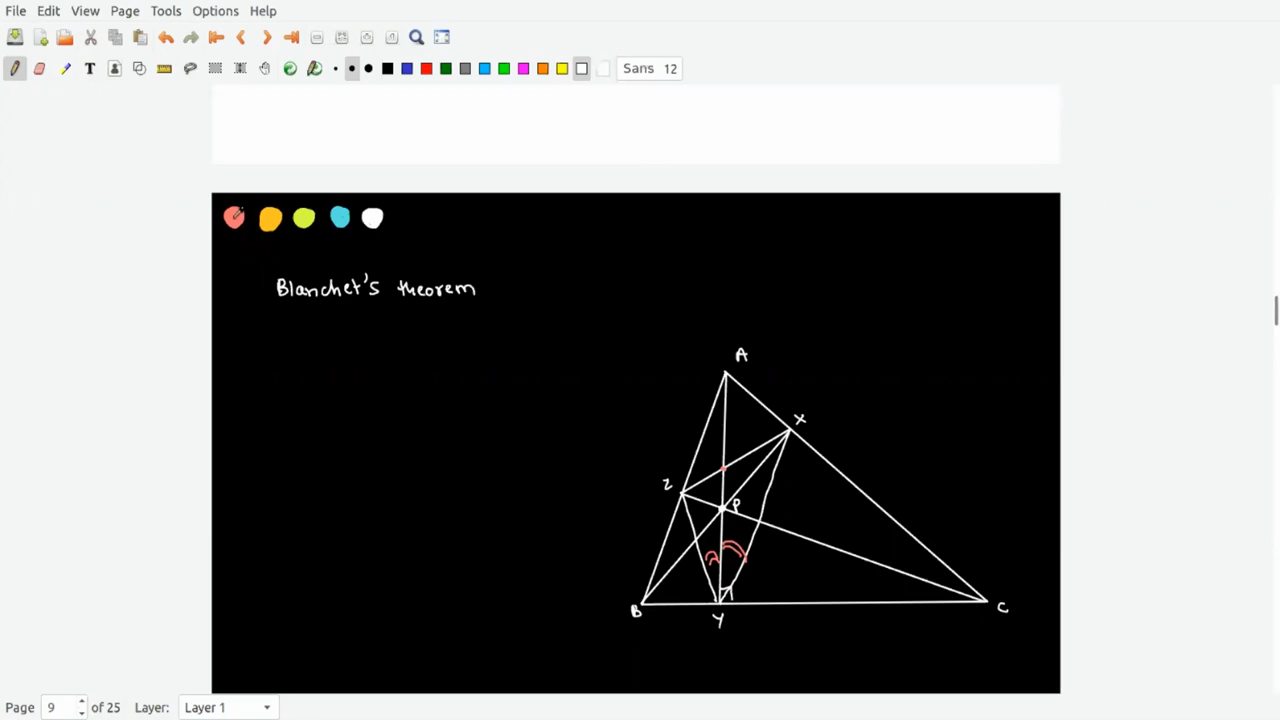 File Edit View Page Tools Options Help
T Sans 12
Blanchet's theorem
A
X
Z
P
B
Y
C
Page 9 of 25 Layer: Layer 1